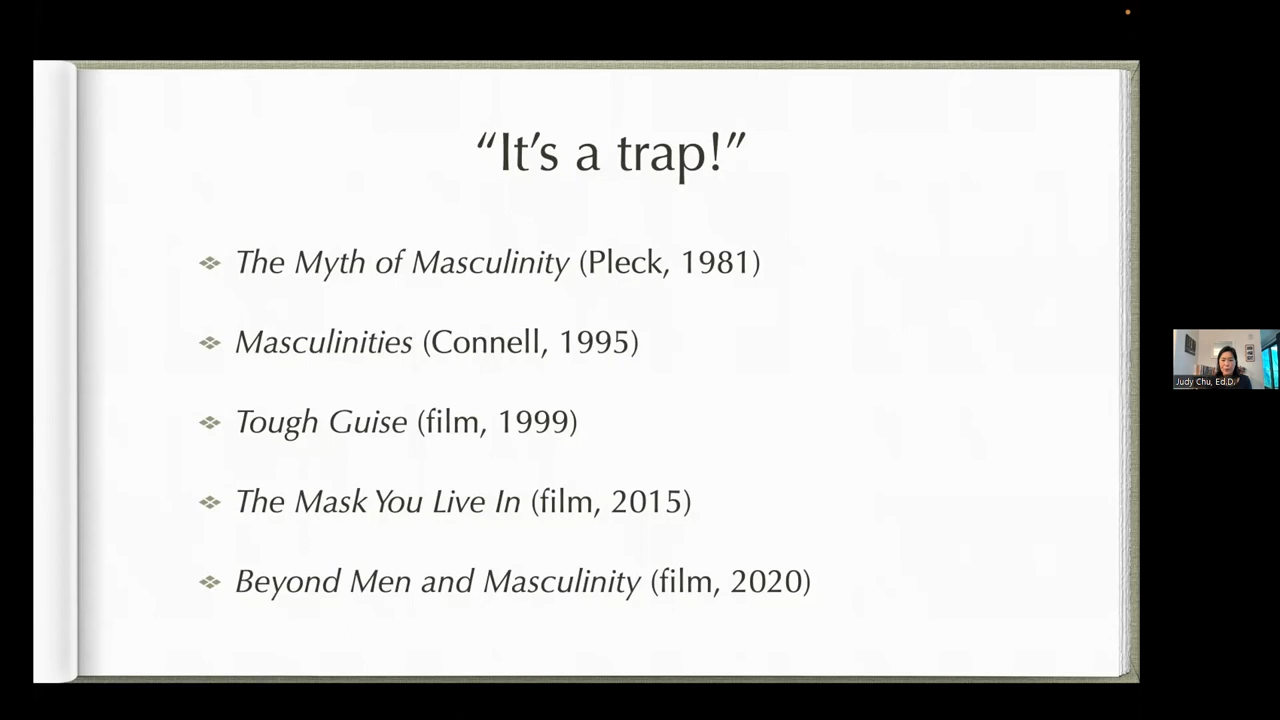 “It’s a trap!”
The Myth of Masculinity (Pleck, 1981)
Masculinities (Connell, 1995)
Tough Guise (film, 1999)
The Mask You Live In (film, 2015)
Beyond Men and Masculinity (film, 2020)
Judy Chu, Ed.D.